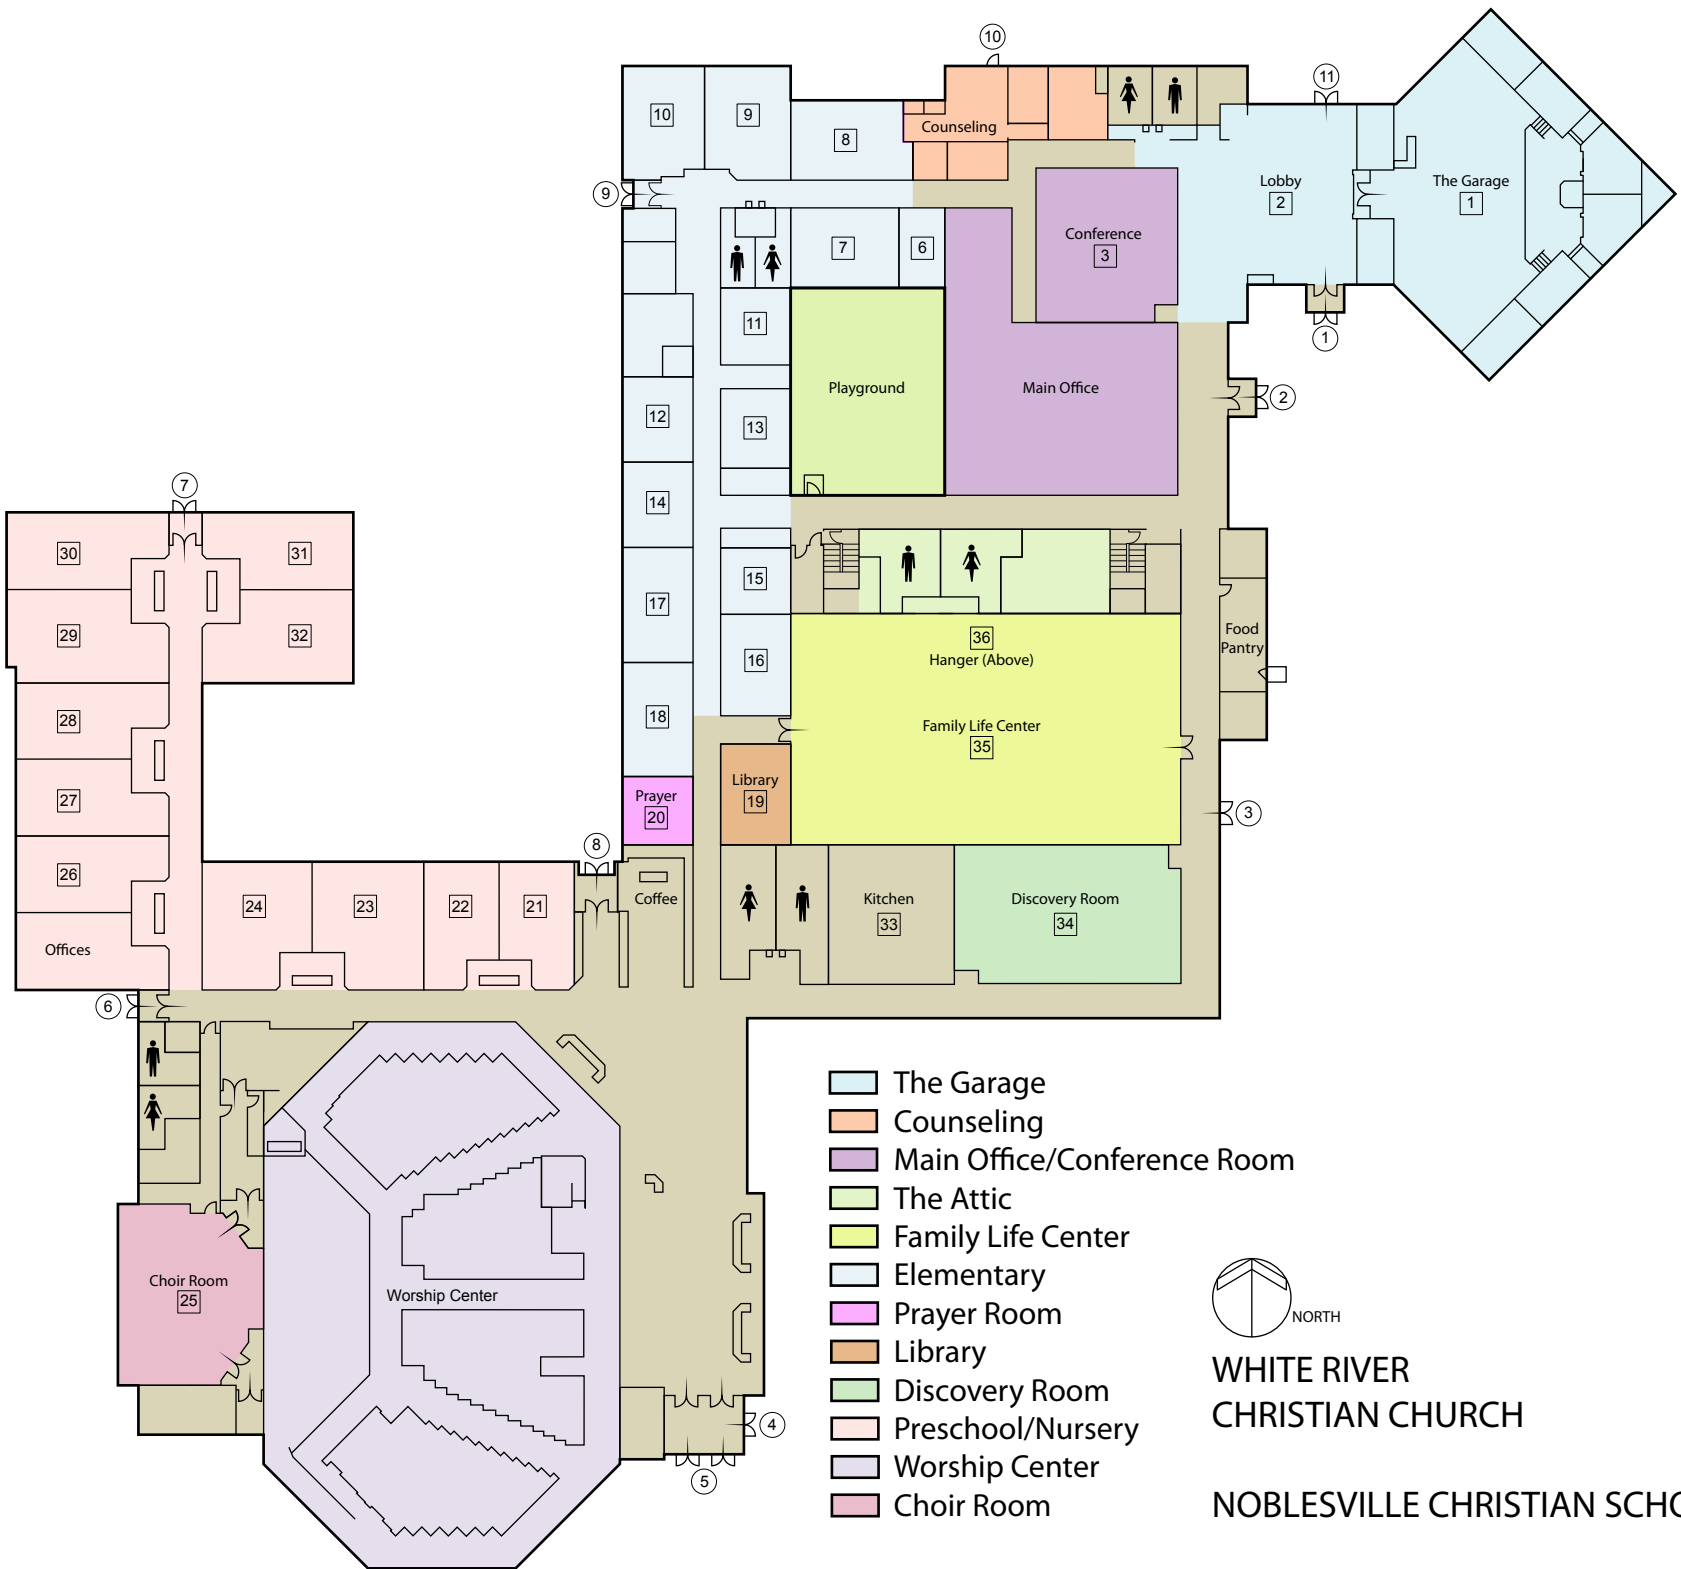 10
11
10
9
8
Counseling
9
Lobby
2
The Garage
1
7
6
Conference
3
11
1
Playground
Main Office
2
12
13
7
14
30
31
15
17
29
32
Food
Pantry
36
Hanger (Above)
16
28
18
Family Life Center
35
27
Prayer
20
Library
19
3
8
26
24
23
22
21
Coffee
Kitchen
33
Discovery Room
34
Offices
6
The Garage
Counseling
Main Office/Conference Room
The Attic
Family Life Center
Elementary
Prayer Room
Library
Discovery Room
Preschool/Nursery
Worship Center
Choir Room
Choir Room
25
Worship Center
4
5
NORTH
WHITE RIVER
CHRISTIAN CHURCH
NOBLESVILLE CHRISTIAN SCHO